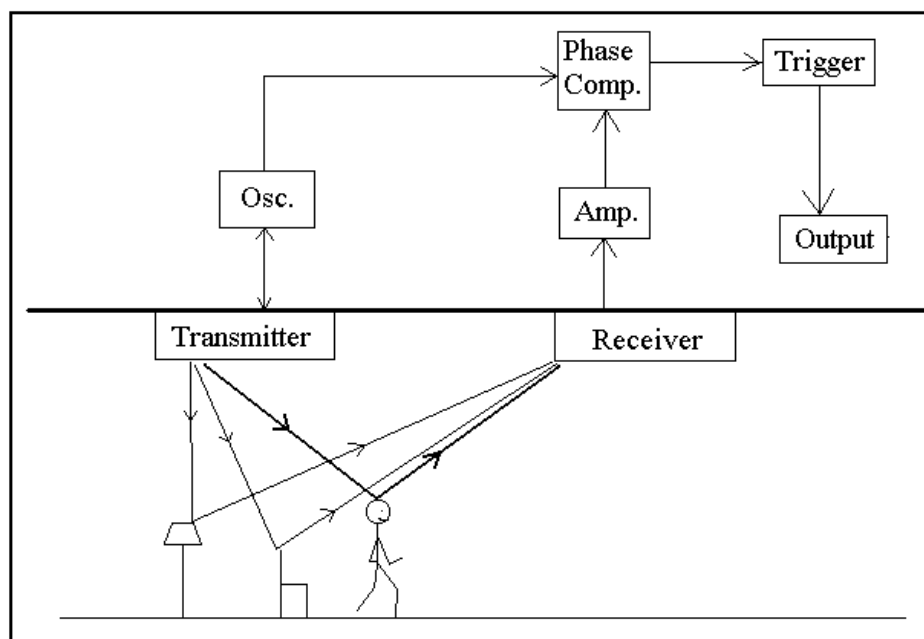 Phase
Comp.
Trigger
Osc.
Amp.
Output
Transmitter
Receiver